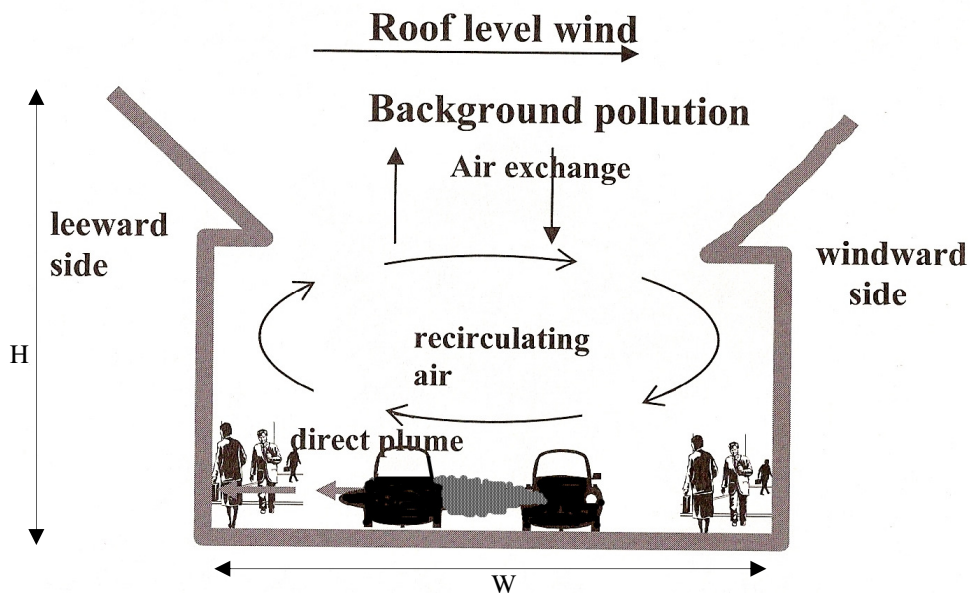 Roof level wind
Background pollution
Air exchange
leeward
side
windward
side
H
recirculating
air
direct plume
W